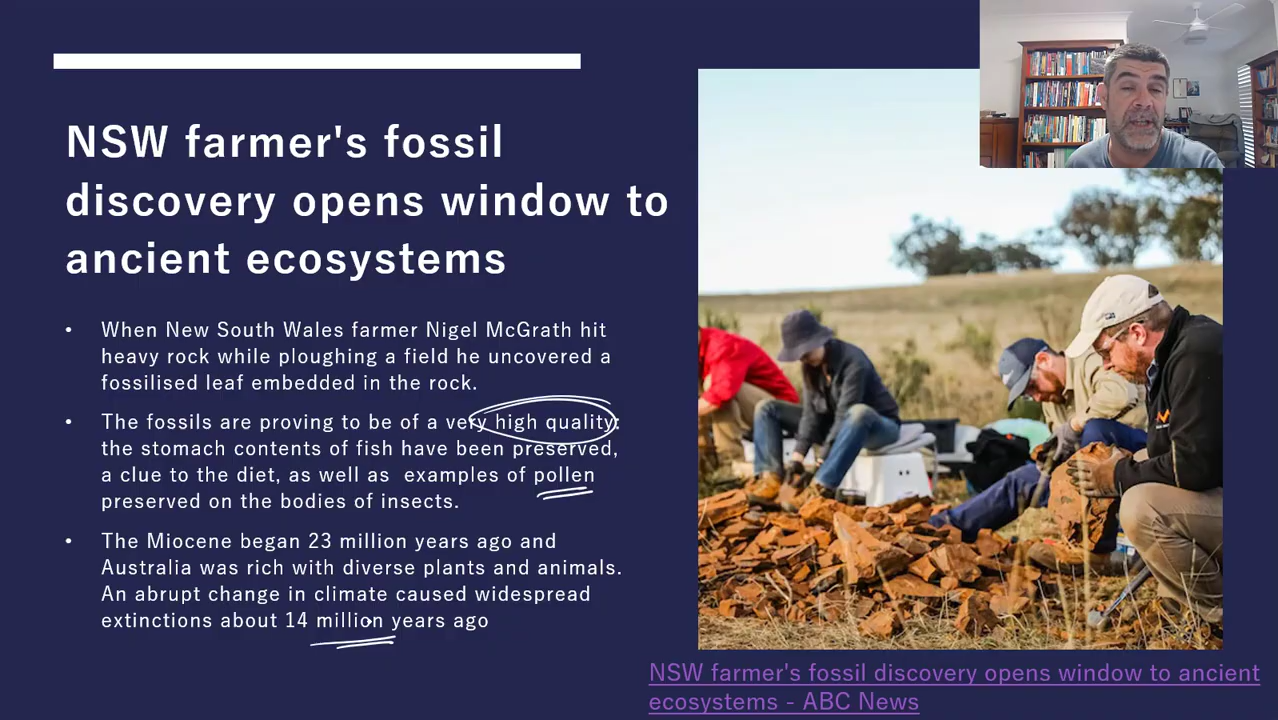 NSW farmer's fossil
discovery opens window to
ancient ecosystems
• When New South Wales farmer Nigel McGrath hit
heavy rock while ploughing a field he uncovered a
fossilised leaf embedded in the rock.
• The fossils are proving to be of a very high quality:
the stomach contents of fish have been preserved,
a clue to the diet, as well as examples of pollen
preserved on the bodies of insects.
• The Miocene began 23 million years ago and
Australia was rich with diverse plants and animals.
An abrupt change in climate caused widespread
extinctions about 14 million years ago
NSW farmer's fossil discovery opens window to ancient
ecosystems - ABC News